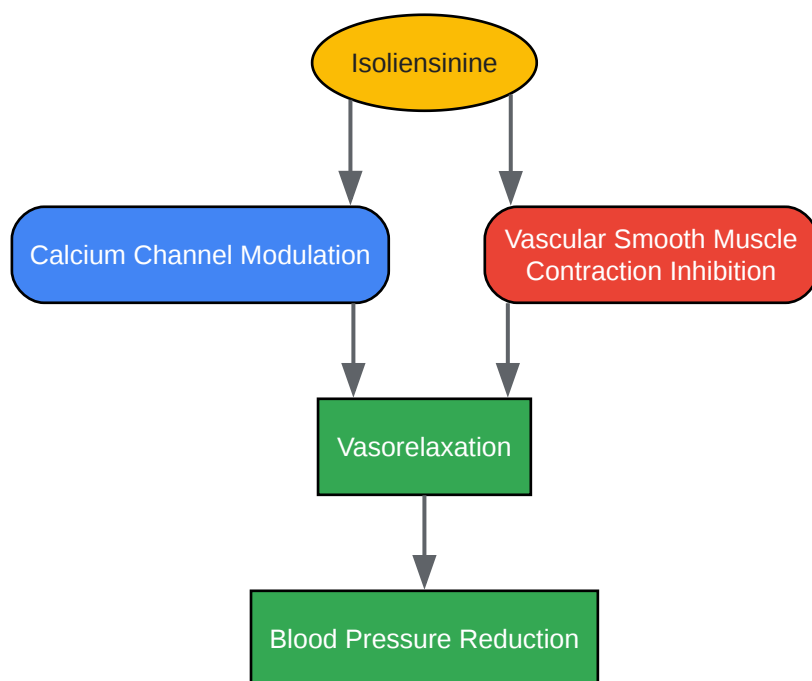 Isoliensinine
Calcium Channel Modulation
Vascular Smooth Muscle
Contraction Inhibition
Vasorelaxation
Blood Pressure Reduction